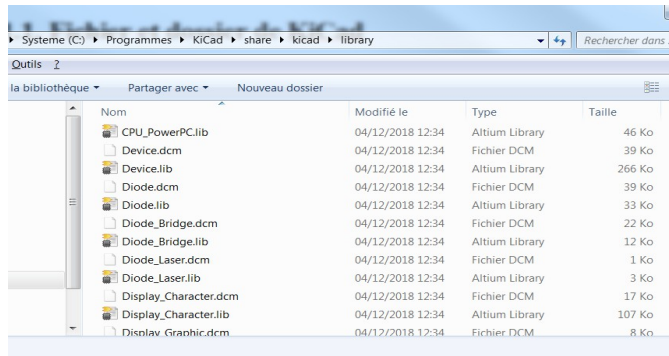 Systeme (C:) ▸ Programmes ▸ KiCad ▸ share ▸ kicad ▸ library
Rechercher dans
Outils ?
la bibliothèque Partager avec Nouveau dossier
Nom Modifié le Type Taille
CPU_PowerPC.lib 04/12/2018 12:34 Altium Library 46 Ko
Device.dcm 04/12/2018 12:34 Fichier DCM 39 Ko
Device.lib 04/12/2018 12:34 Altium Library 266 Ko
Diode.dcm 04/12/2018 12:34 Fichier DCM 39 Ko
Diode.lib 04/12/2018 12:34 Altium Library 33 Ko
Diode_Bridge.dcm 04/12/2018 12:34 Fichier DCM 22 Ko
Diode_Bridge.lib 04/12/2018 12:34 Altium Library 12 Ko
Diode_Laser.dcm 04/12/2018 12:34 Fichier DCM 1 Ko
Diode_Laser.lib 04/12/2018 12:34 Altium Library 3 Ko
Display_Character.dcm 04/12/2018 12:34 Fichier DCM 17 Ko
Display_Character.lib 04/12/2018 12:34 Altium Library 107 Ko
Display_Graphic.dcm 04/12/2018 12:34 Fichier DCM 8 Ko